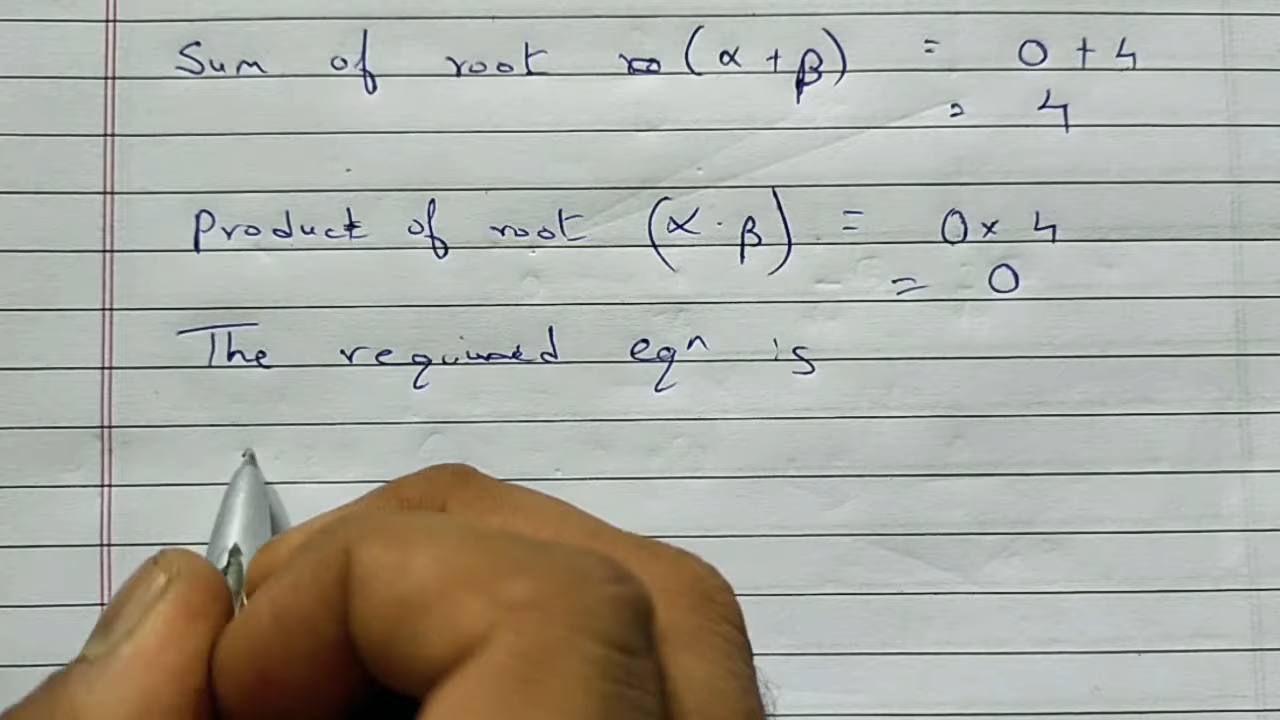 Sum of root (α + β) = 0 + 4
= 4
Product of root (α · β) = 0 × 4
= 0
The required eqn is